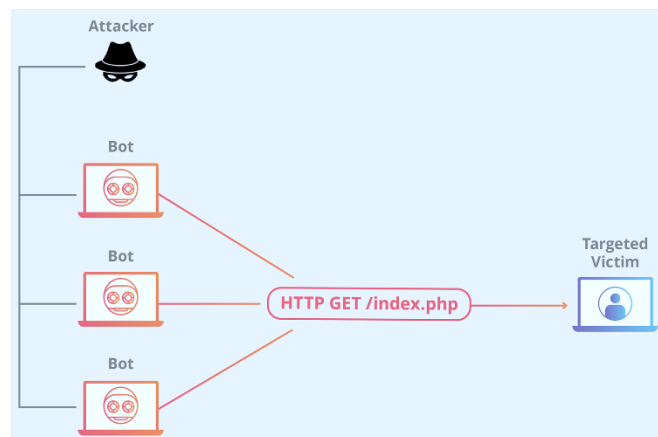 Attacker
Bot
Bot
HTTP GET /index.php
Targeted
Victim
Bot